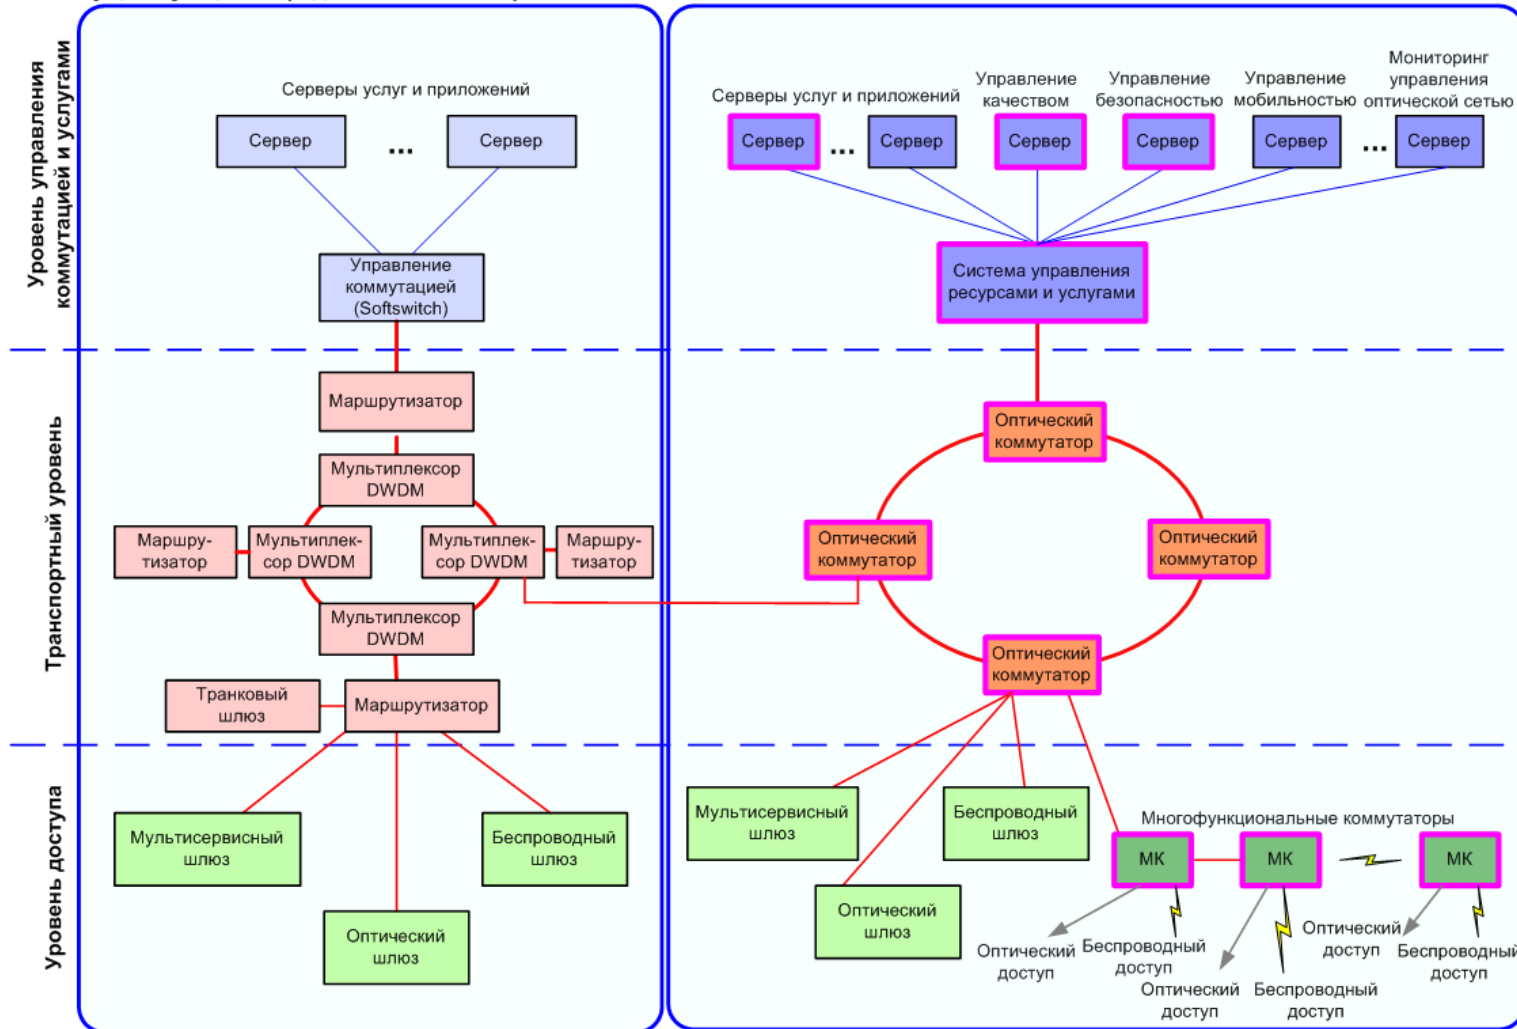 Уровень управления
коммутацией и услугами
Серверы услуг и приложений
Сервер
...
Сервер
Управление
коммутацией
(Softswitch)
Серверы услуг и приложений
Управление
качеством
Управление
безопасностью
Управление
мобильностью
Мониторинг
управления
оптической сетью
Сервер
...
Сервер
Сервер
Сервер
Сервер
...
Сервер
Система управления
ресурсами и услугами
Транспортный уровень
Маршрутизатор
Мультиплексор
DWDM
Маршру-
тизатор
Мультиплек-
сор DWDM
Мультиплек-
сор DWDM
Маршру-
тизатор
Мультиплексор
DWDM
Транковый
шлюз
Маршрутизатор
Оптический
коммутатор
Оптический
коммутатор
Оптический
коммутатор
Оптический
коммутатор
Уровень доступа
Мультисервисный
шлюз
Беспроводный
шлюз
Оптический
шлюз
Мультисервисный
шлюз
Беспроводный
шлюз
Оптический
шлюз
Многофункциональные коммутаторы
МК
МК
МК
Оптический
доступ
Беспроводный
доступ
Оптический
доступ
Беспроводный
доступ
Оптический
доступ
Беспроводный
доступ